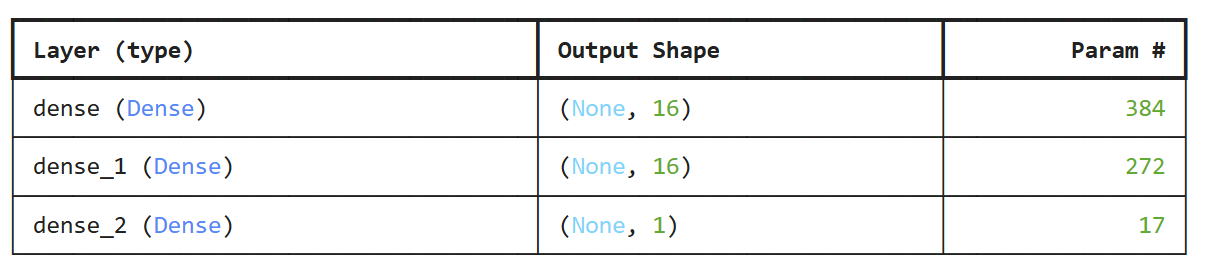 Layer (type) Output Shape Param #
dense (Dense) (None, 16) 384
dense_1 (Dense) (None, 16) 272
dense_2 (Dense) (None, 1) 17